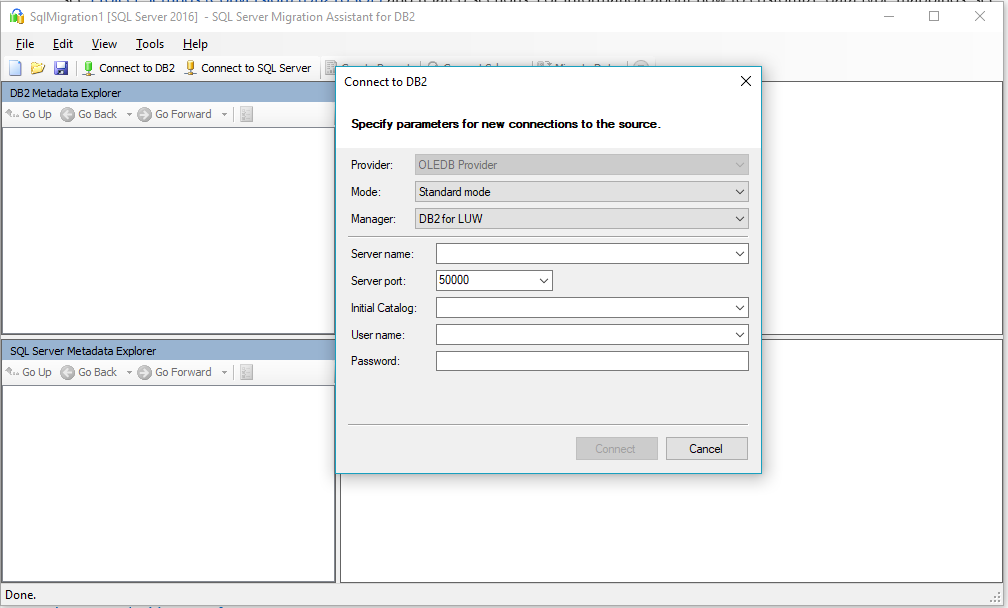 SqlMigration1 [SQL Server 2016] - SQL Server Migration Assistant for DB2
File Edit View Tools Help
Connect to DB2 Connect to SQL Server
DB2 Metadata Explorer
Go Up Go Back Go Forward
SQL Server Metadata Explorer
Go Up Go Back Go Forward
Connect to DB2
Specify parameters for new connections to the source.
Provider: OLEDB Provider
Mode: Standard mode
Manager: DB2 for LUW
Server name:
Server port: 50000
Initial Catalog:
User name:
Password:
Connect Cancel
Done.